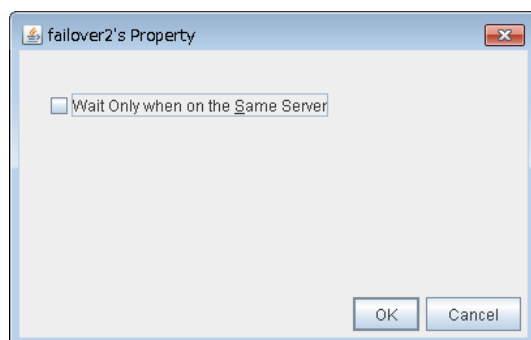 failover2's Property
Wait Only when on the Same Server
OK
Cancel